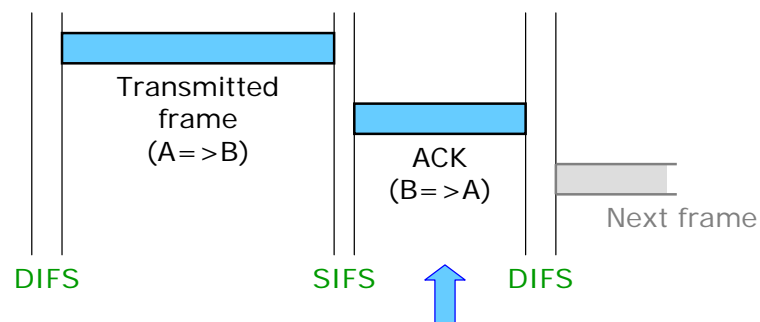 Transmitted
frame
(A=>B)
ACK
(B=>A)
Next frame
DIFS
SIFS
DIFS